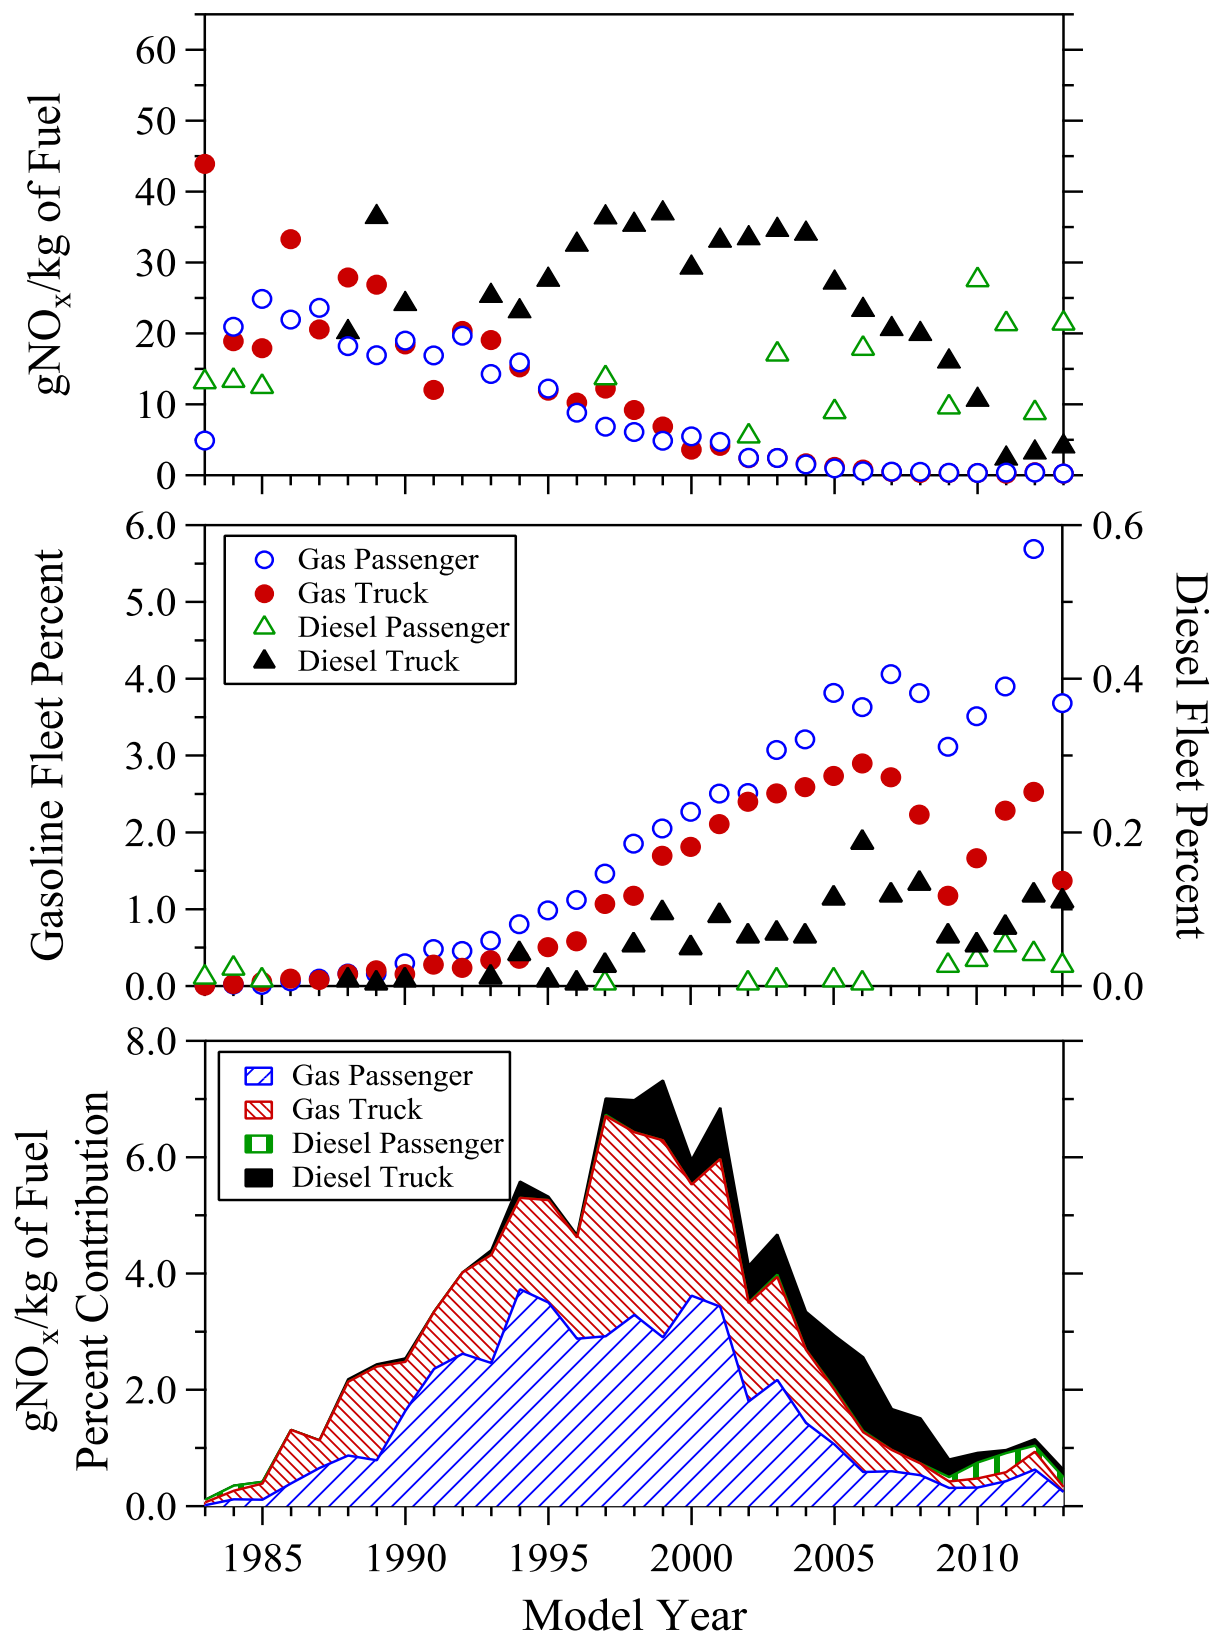 gNOx/kg of Fuel
60
50
40
30
20
10
0
Gasoline Fleet Percent
6.0
5.0
4.0
3.0
2.0
1.0
0.0
Gas Passenger
Gas Truck
Diesel Passenger
Diesel Truck
0.6
0.4
0.2
0.0
Diesel Fleet Percent
gNOx/kg of Fuel
Percent Contribution
8.0
6.0
4.0
2.0
0.0
Gas Passenger
Gas Truck
Diesel Passenger
Diesel Truck
1985 1990 1995 2000 2005 2010
Model Year